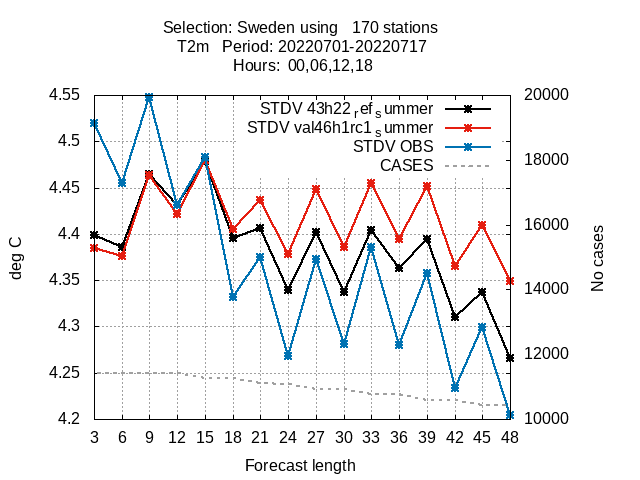 Selection: Sweden using   170 stations
T2m   Period: 20220701-20220717
Hours:  00,06,12,18
STDV 43h22refsummer
STDV val46h1rc1summer
STDV OBS
CASES
4.55
4.5
4.45
4.4
4.35
4.3
4.25
4.2
20000
18000
16000
14000
12000
10000
deg C
No cases
3 6 9 12 15 18 21 24 27 30 33 36 39 42 45 48
Forecast length